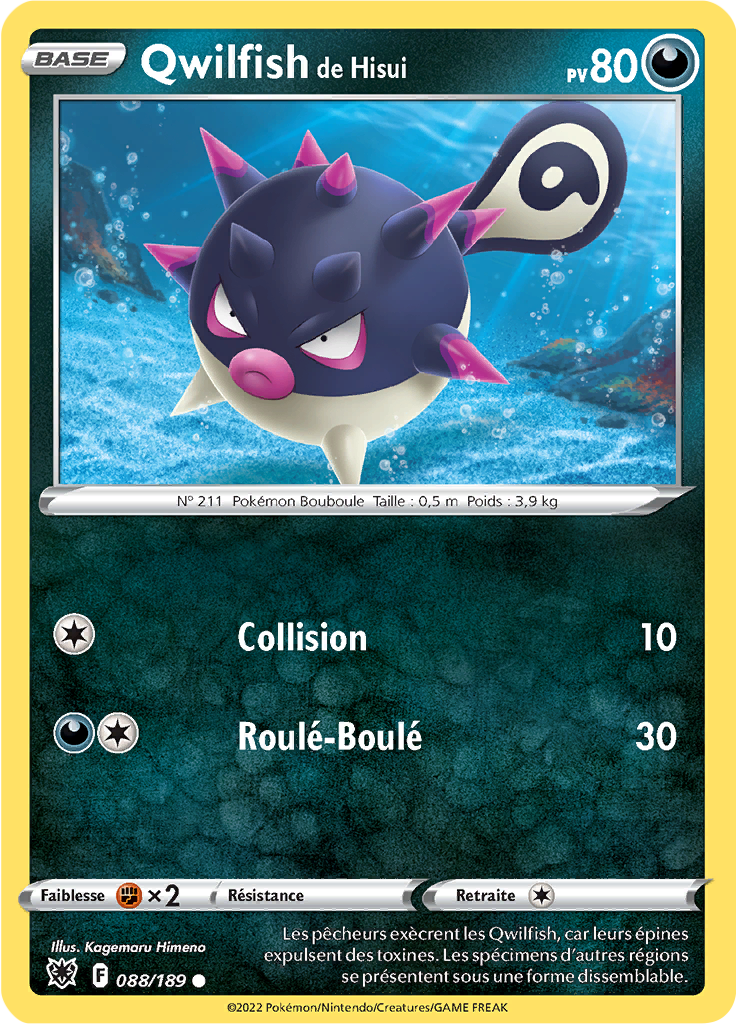 BASE
Qwilfish de Hisui
PV80
N° 211 Pokémon Bouboule Taille : 0,5 m Poids : 3,9 kg
Collision 10
Roulé-Boulé 30
Faiblesse ×2 Résistance Retraite
Illus. Kagemaru Himeno
Les pêcheurs exècrent les Qwilfish, car leurs épines
expulsent des toxines. Les spécimens d'autres régions
se présentent sous une forme dissemblable.
F 088/189
©2022 Pokémon/Nintendo/Creatures/GAME FREAK